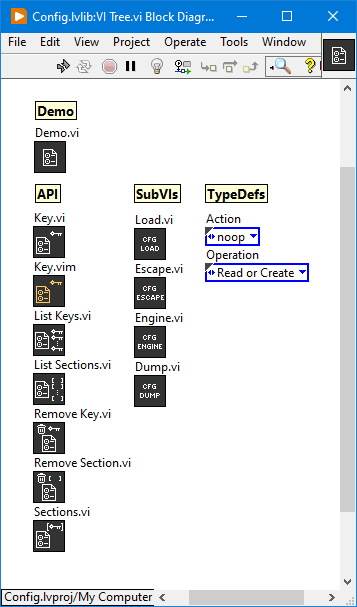 Config.lvlib:VI Tree.vi Block Diagra...
File Edit View Project Operate Tools
Demo
Demo.vi
API SubVIs TypeDefs
Key.vi Load.vi Action
CFG LOAD noop
Key.vim Escape.vi Operation
CFG ESCAPE Read or Create
List Keys.vi Engine.vi
CFG ENGINE
List Sections.vi Dump.vi
CFG DUMP
Remove Key.vi
Remove Section.vi
Sections.vi
Config.lvproj/My Computer